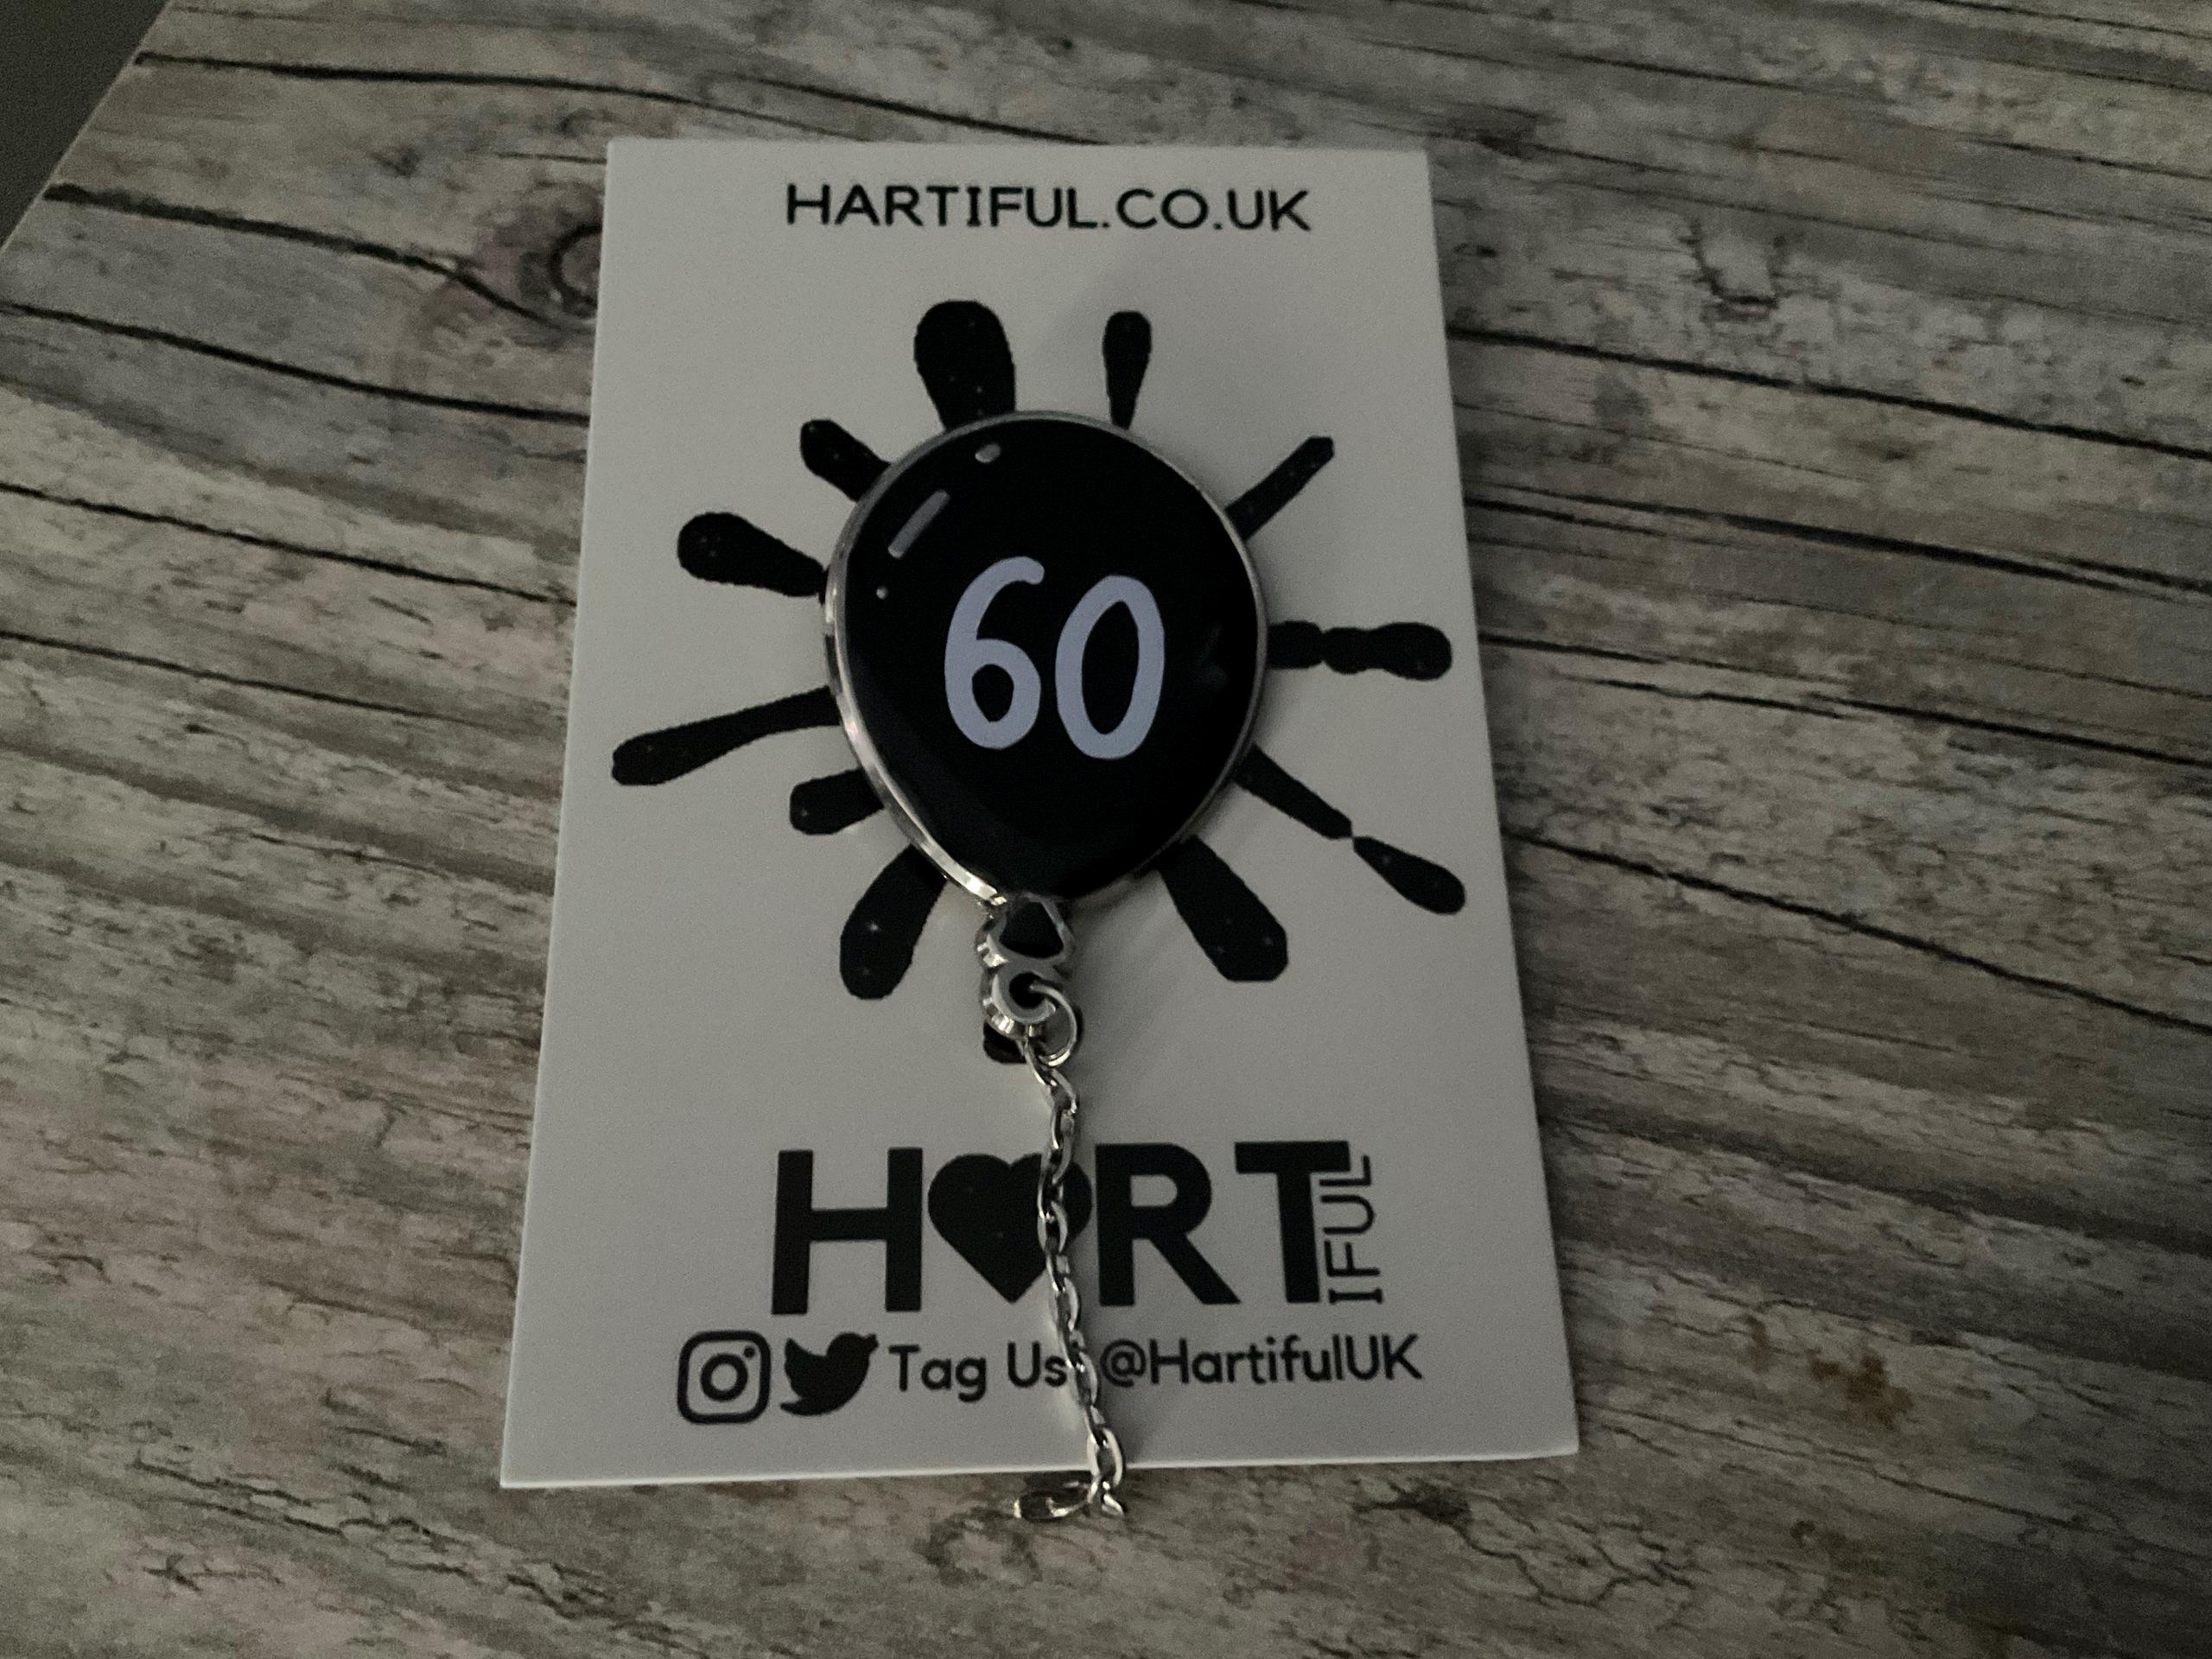 HARTIFUL.CO.UK
60
H RT
IFUL
Tag Us! @HartifulUK